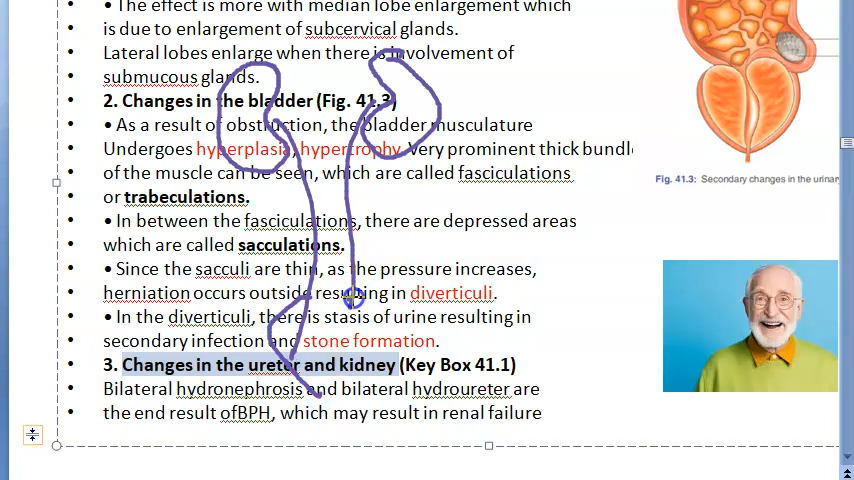 • The effect is more with median lobe enlargement which
is due to enlargement of subcervical glands.
Lateral lobes enlarge when there is involvement of
submucous glands.
• 2. Changes in the bladder (Fig. 41.3)
• As a result of obstruction, the bladder musculature
Undergoes hyperplasia, hypertrophy. Very prominent thick bundl
of the muscle can be seen, which are called fasciculations
or trabeculations.
• In between the fasciculations, there are depressed areas
which are called sacculations.
• Since the sacculi are thin, as the pressure increases,
herniation occurs outside resulting in diverticuli.
• In the diverticuli, there is stasis of urine resulting in
secondary infection and stone formation.
• 3. Changes in the ureter and kidney (Key Box 41.1)
• Bilateral hydronephrosis and bilateral hydroureter are
• the end result ofBPH, which may result in renal failure
Fig. 41.3: Secondary changes in the urinar